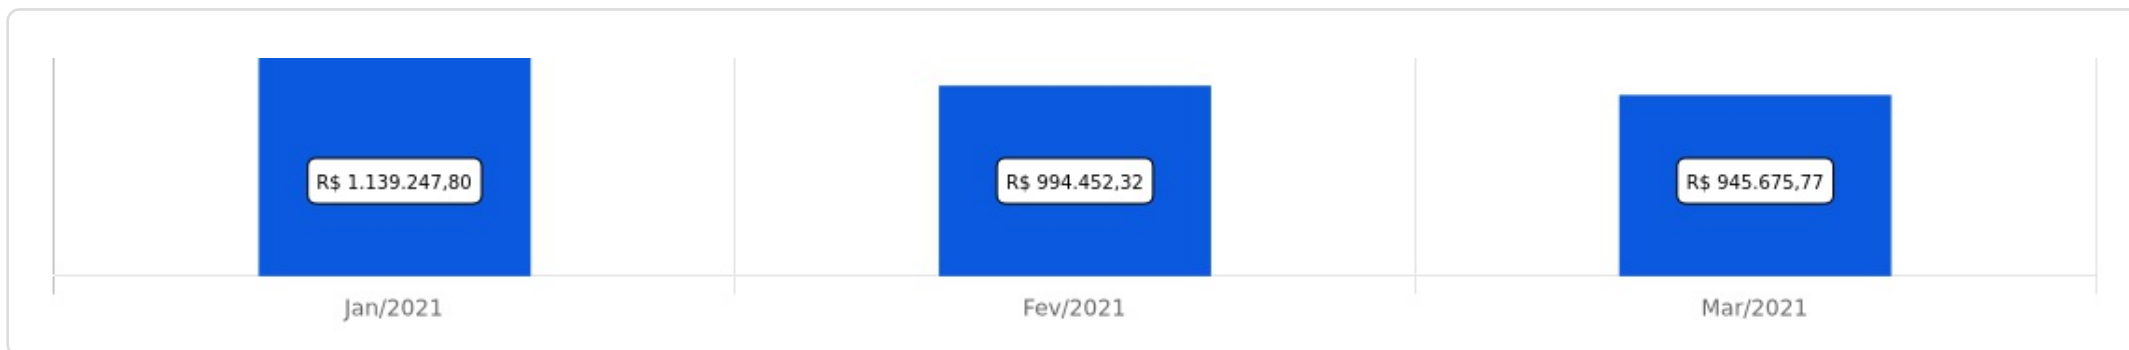 R$ 1.139.247,80
R$ 994.452,32
R$ 945.675,77
Jan/2021
Fev/2021
Mar/2021